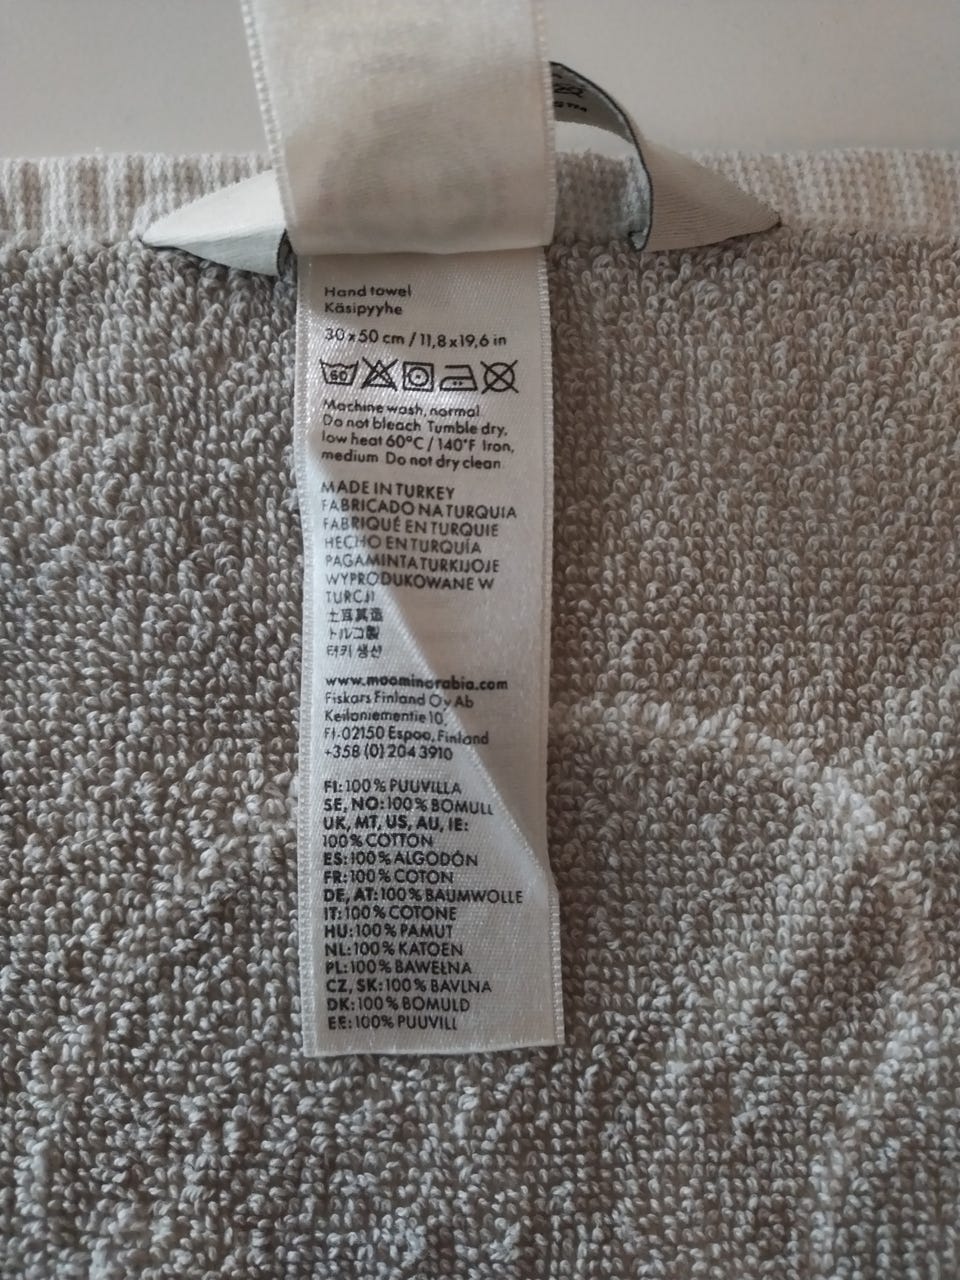 Hand towel
Käsipyyhe
30 x 50 cm / 11,8 x 19,6 in
60
Machine wash, normal
Do not bleach Tumble dry,
low heat 60°C / 140°F Iron,
medium Do not dry clean
MADE IN TURKEY
FABRICADO NA TURQUIA
FABRIQUÉ EN TURQUIE
HECHO EN TURQUÍA
PAGAMINTA TURKIJOJE
WYPRODUKOWANE W
TURCJI
土耳其造
トルコ製
터키 생산
www.moominarabia.com
Fiskars Finland Oy Ab
Keilaniementie 10,
FI-02150 Espoo, Finland
+358 (0) 204 3910
FI: 100 % PUUVILLA
SE, NO: 100 % BOMULL
UK, MT, US, AU, IE:
100 % COTTON
ES: 100 % ALGODÓN
FR: 100 % COTON
DE, AT: 100 % BAUMWOLLE
IT: 100 % COTONE
HU: 100 % PAMUT
NL: 100 % KATOEN
PL: 100 % BAWEŁNA
CZ, SK: 100 % BAVLNA
DK: 100 % BOMULD
EE: 100% PUUVILL